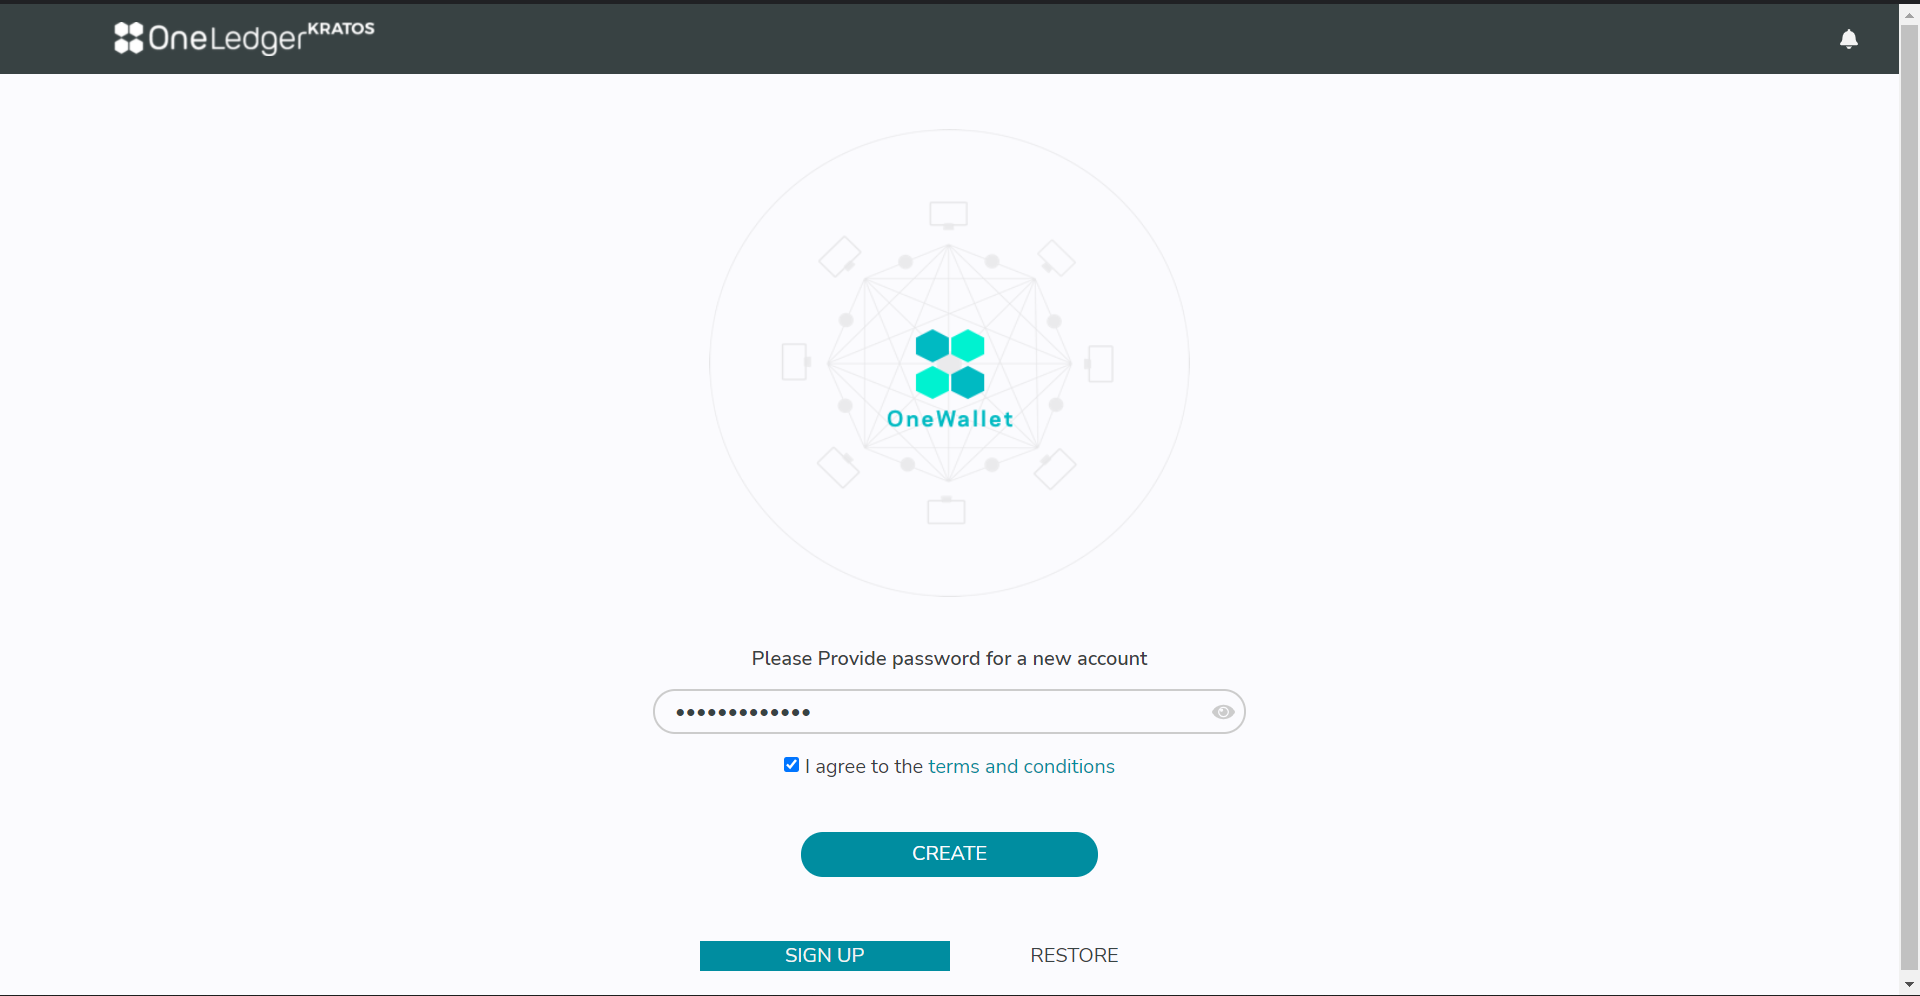 OneLedger KRATOS
OneWallet
Please Provide password for a new account
•••••••••••••
I agree to the terms and conditions
CREATE
SIGN UP RESTORE